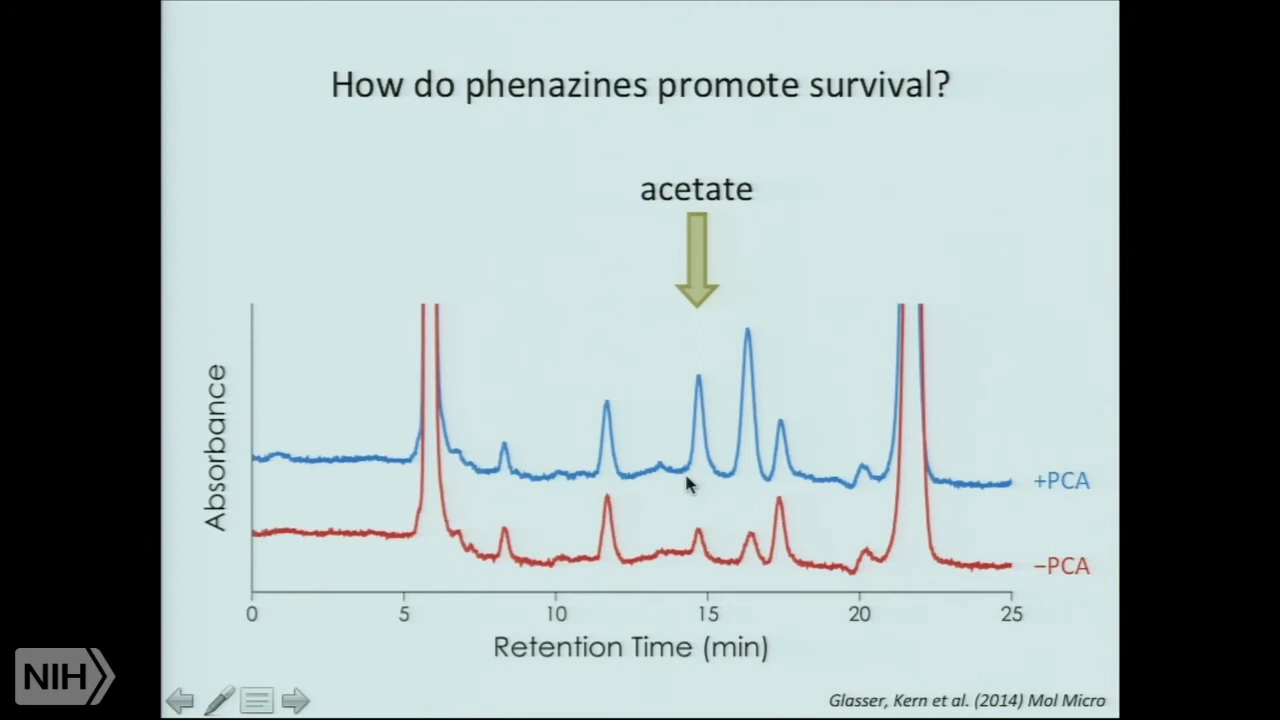 How do phenazines promote survival?
acetate
Absorbance
+PCA
−PCA
0 5 10 15 20 25
Retention Time (min)
NIH
Glasser, Kern et al. (2014) Mol Micro